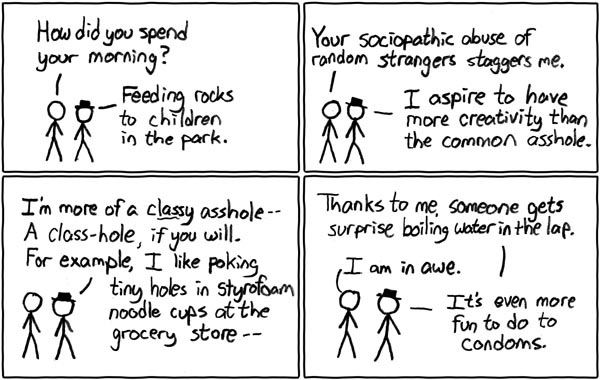 How did you spend
your morning?
Feeding rocks
to children
in the park.
Your sociopathic abuse of
random strangers staggers me.
I aspire to have
more creativity than
the common asshole.
I'm more of a classy asshole--
A class-hole, if you will.
For example, I like poking
tiny holes in styrofoam
noodle cups at the
grocery store--
Thanks to me, someone gets
surprise boiling water in the lap.
I am in awe.
It's even more
fun to do to
condoms.